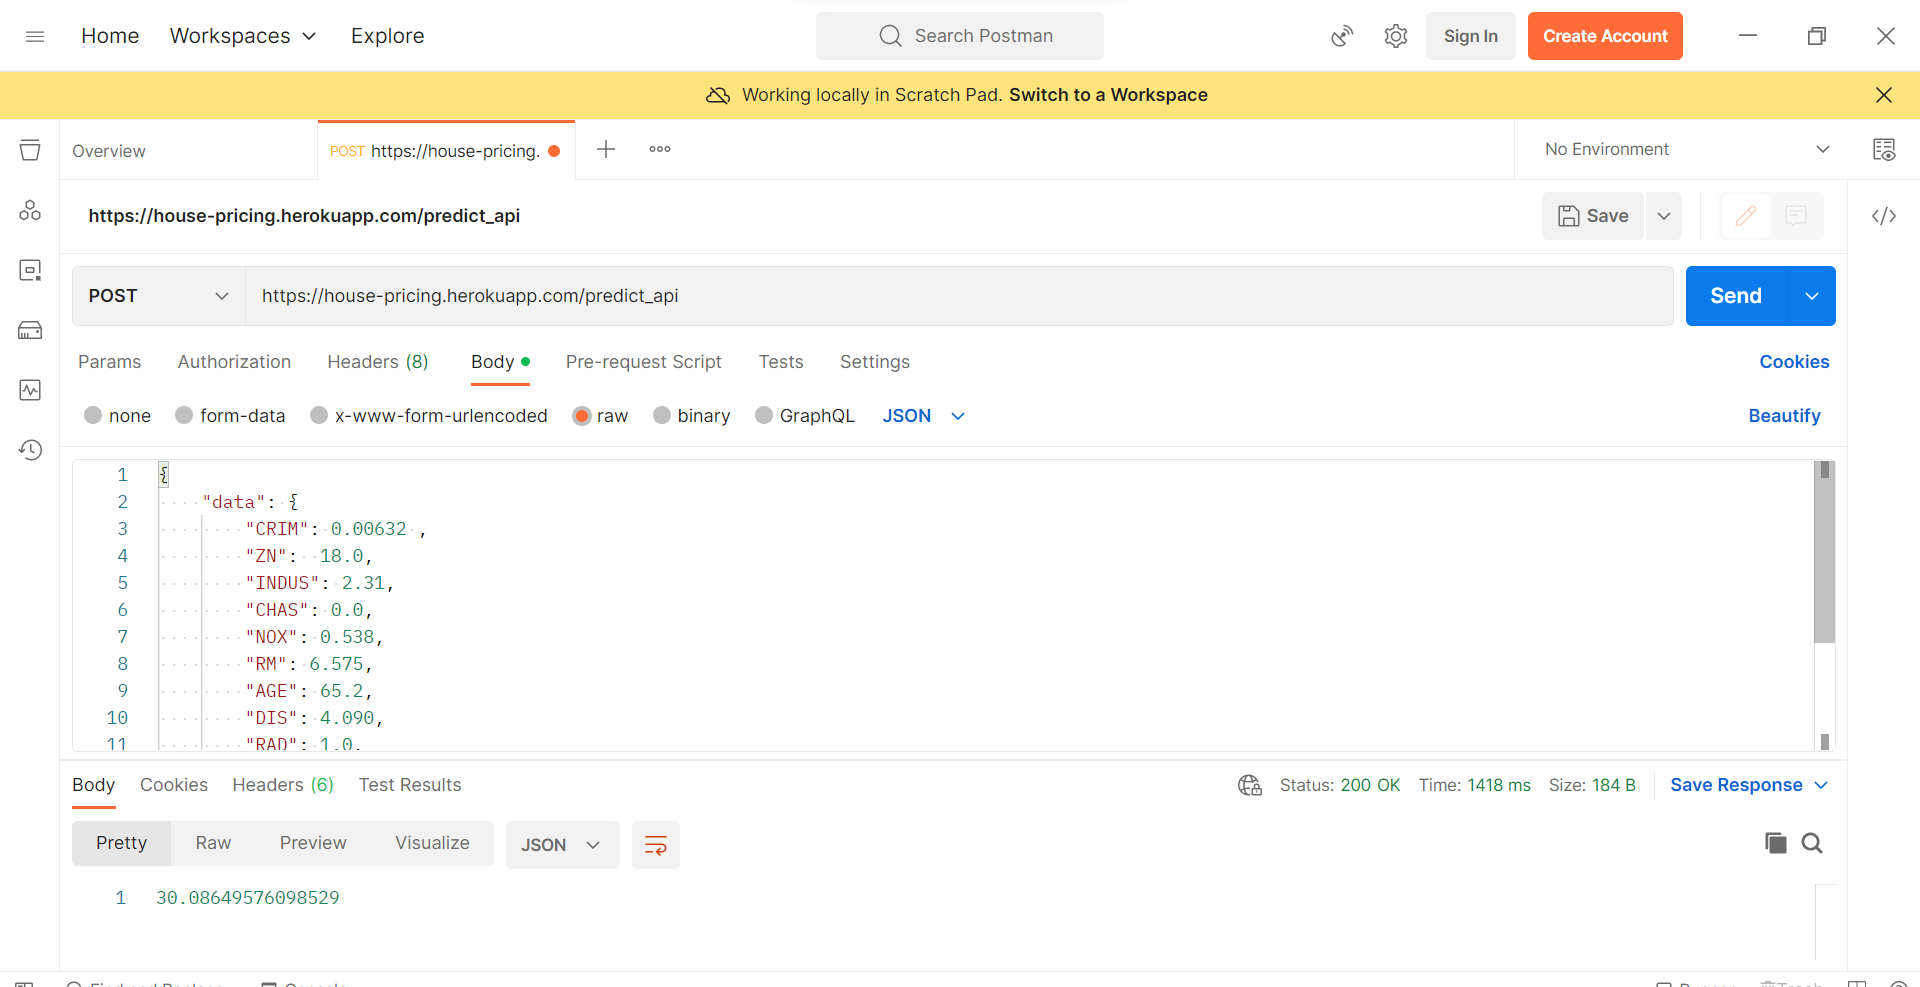 Home Workspaces Explore Search Postman Sign In Create Account
Working locally in Scratch Pad. Switch to a Workspace
Overview POST https://house-pricing. No Environment
https://house-pricing.herokuapp.com/predict_api Save
POST https://house-pricing.herokuapp.com/predict_api Send
Params Authorization Headers (8) Body Pre-request Script Tests Settings Cookies
none form-data x-www-form-urlencoded raw binary GraphQL JSON Beautify
1 {
2 "data": {
3 "CRIM": 0.00632 ,
4 "ZN":  18.0,
5 "INDUS": 2.31,
6 "CHAS": 0.0,
7 "NOX": 0.538,
8 "RM": 6.575,
9 "AGE": 65.2,
10 "DIS": 4.090,
11 "RAD": 1.0,
Body Cookies Headers (6) Test Results Status: 200 OK Time: 1418 ms Size: 184 B Save Response
Pretty Raw Preview Visualize JSON
1 30.08649576098529
Find and Replace Console Runner Trash